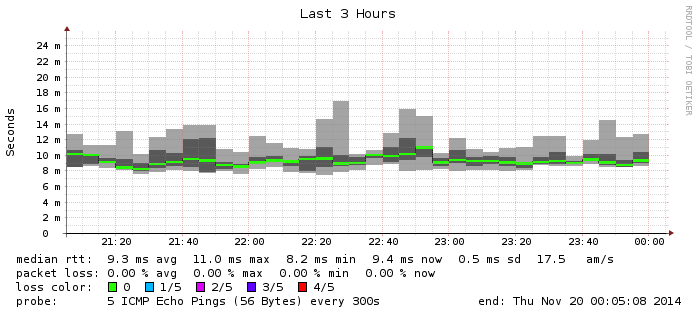 Last 3 Hours
RRDTOOL / TOBI OETIKER
Seconds
24 m
22 m
20 m
18 m
16 m
14 m
12 m
10 m
8 m
6 m
4 m
2 m
0
21:20 21:40 22:00 22:20 22:40 23:00 23:20 23:40 00:00
median rtt: 9.3 ms avg 11.0 ms max 8.2 ms min 9.4 ms now 0.5 ms sd 17.5 am/s
packet loss: 0.00 % avg 0.00 % max 0.00 % min 0.00 % now
loss color: 0 1/5 2/5 3/5 4/5
probe: 5 ICMP Echo Pings (56 Bytes) every 300s end: Thu Nov 20 00:05:08 2014